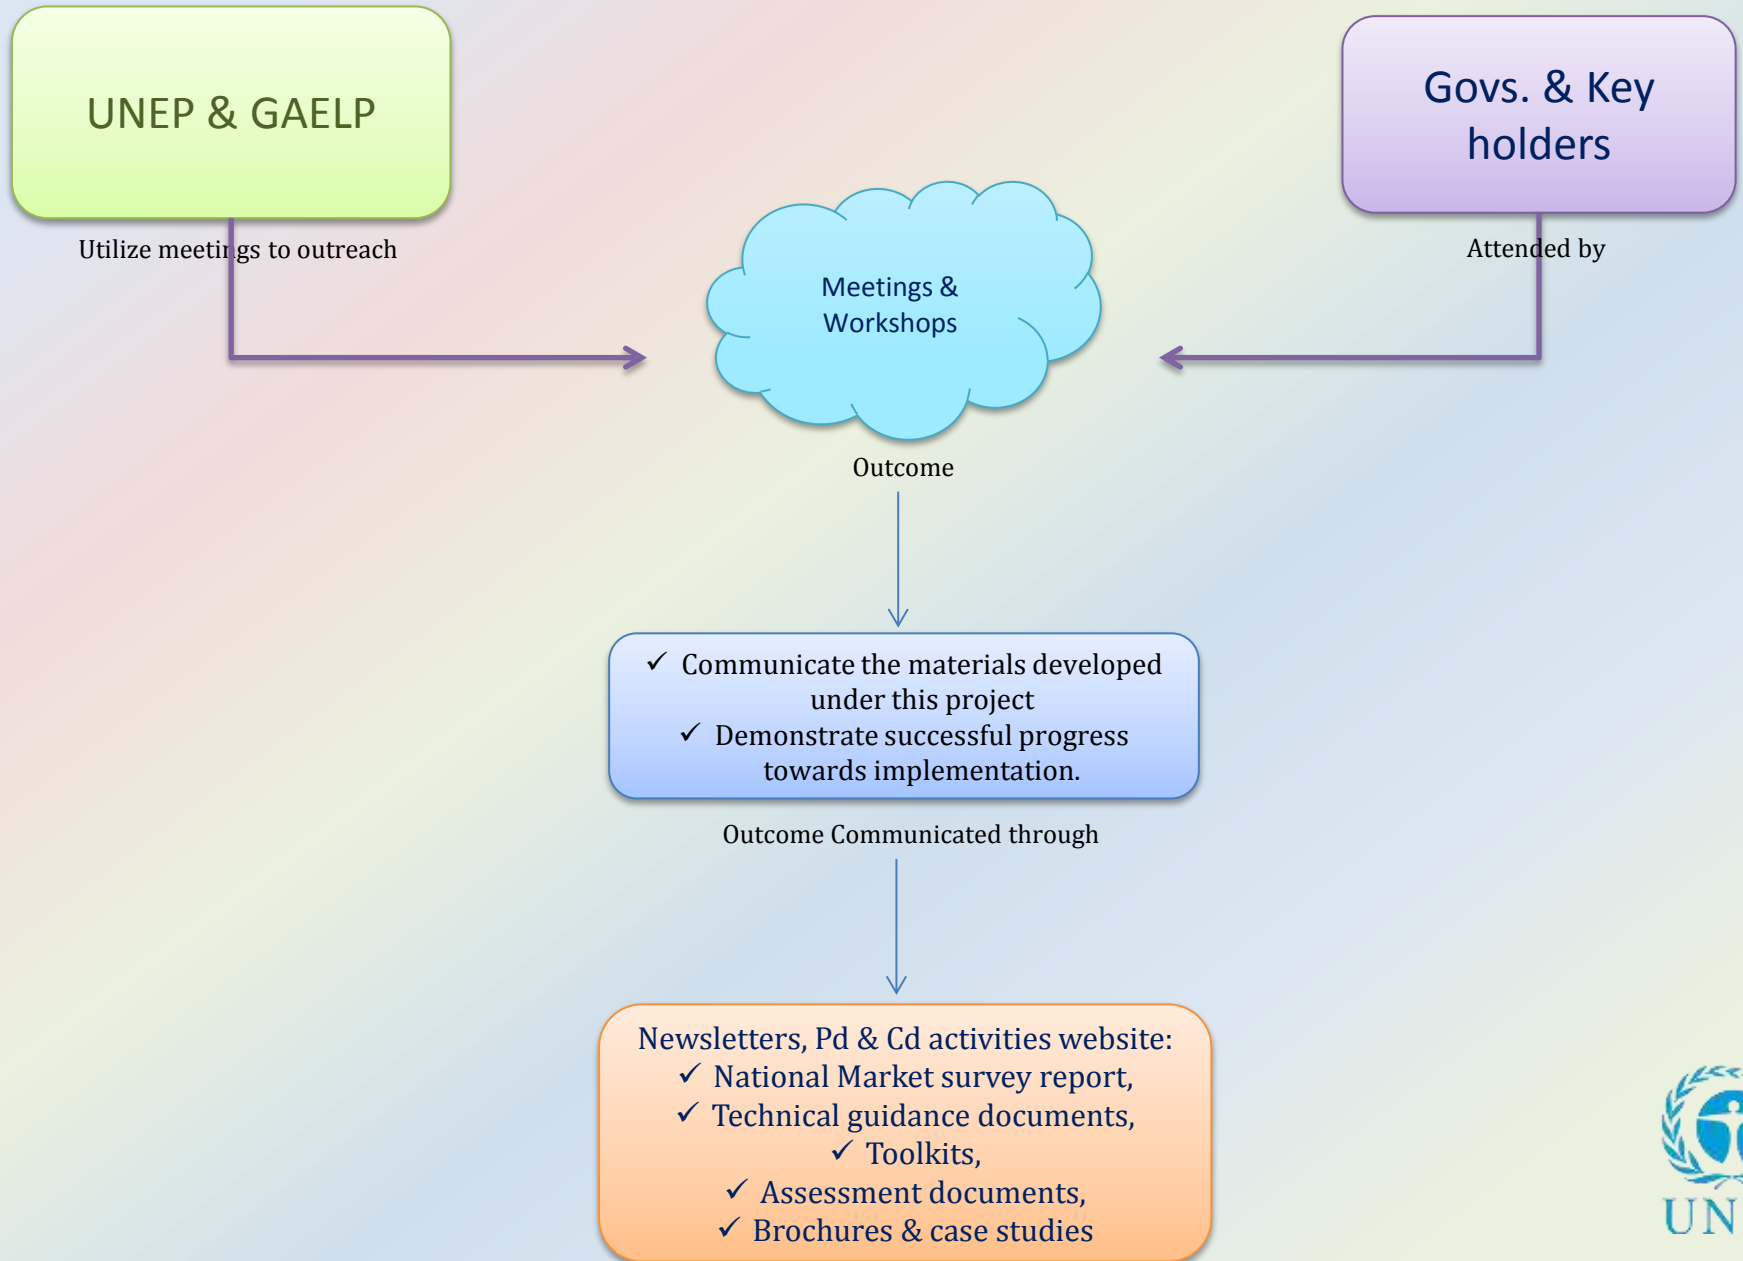 UNEP & GAELP
Govs. & Key
holders
Utilize meetings to outreach
Attended by
Meetings &
Workshops
Outcome
✓ Communicate the materials developed
under this project
✓ Demonstrate successful progress
towards implementation.
Outcome Communicated through
Newsletters, Pd & Cd activities website:
✓ National Market survey report,
✓ Technical guidance documents,
✓ Toolkits,
✓ Assessment documents,
✓ Brochures & case studies
UN